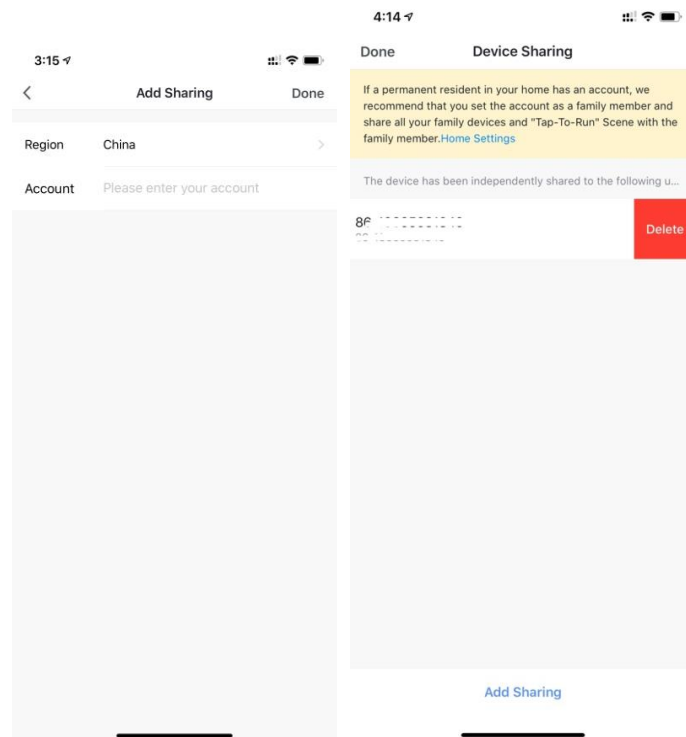 3:15
Add Sharing
Done
Region China
Account Please enter your account
4:14
Done
Device Sharing
If a permanent resident in your home has an account, we
recommend that you set the account as a family member and
share all your family devices and "Tap-To-Run" Scene with the
family member.Home Settings
The device has been independently shared to the following u...
86
Delete
Add Sharing